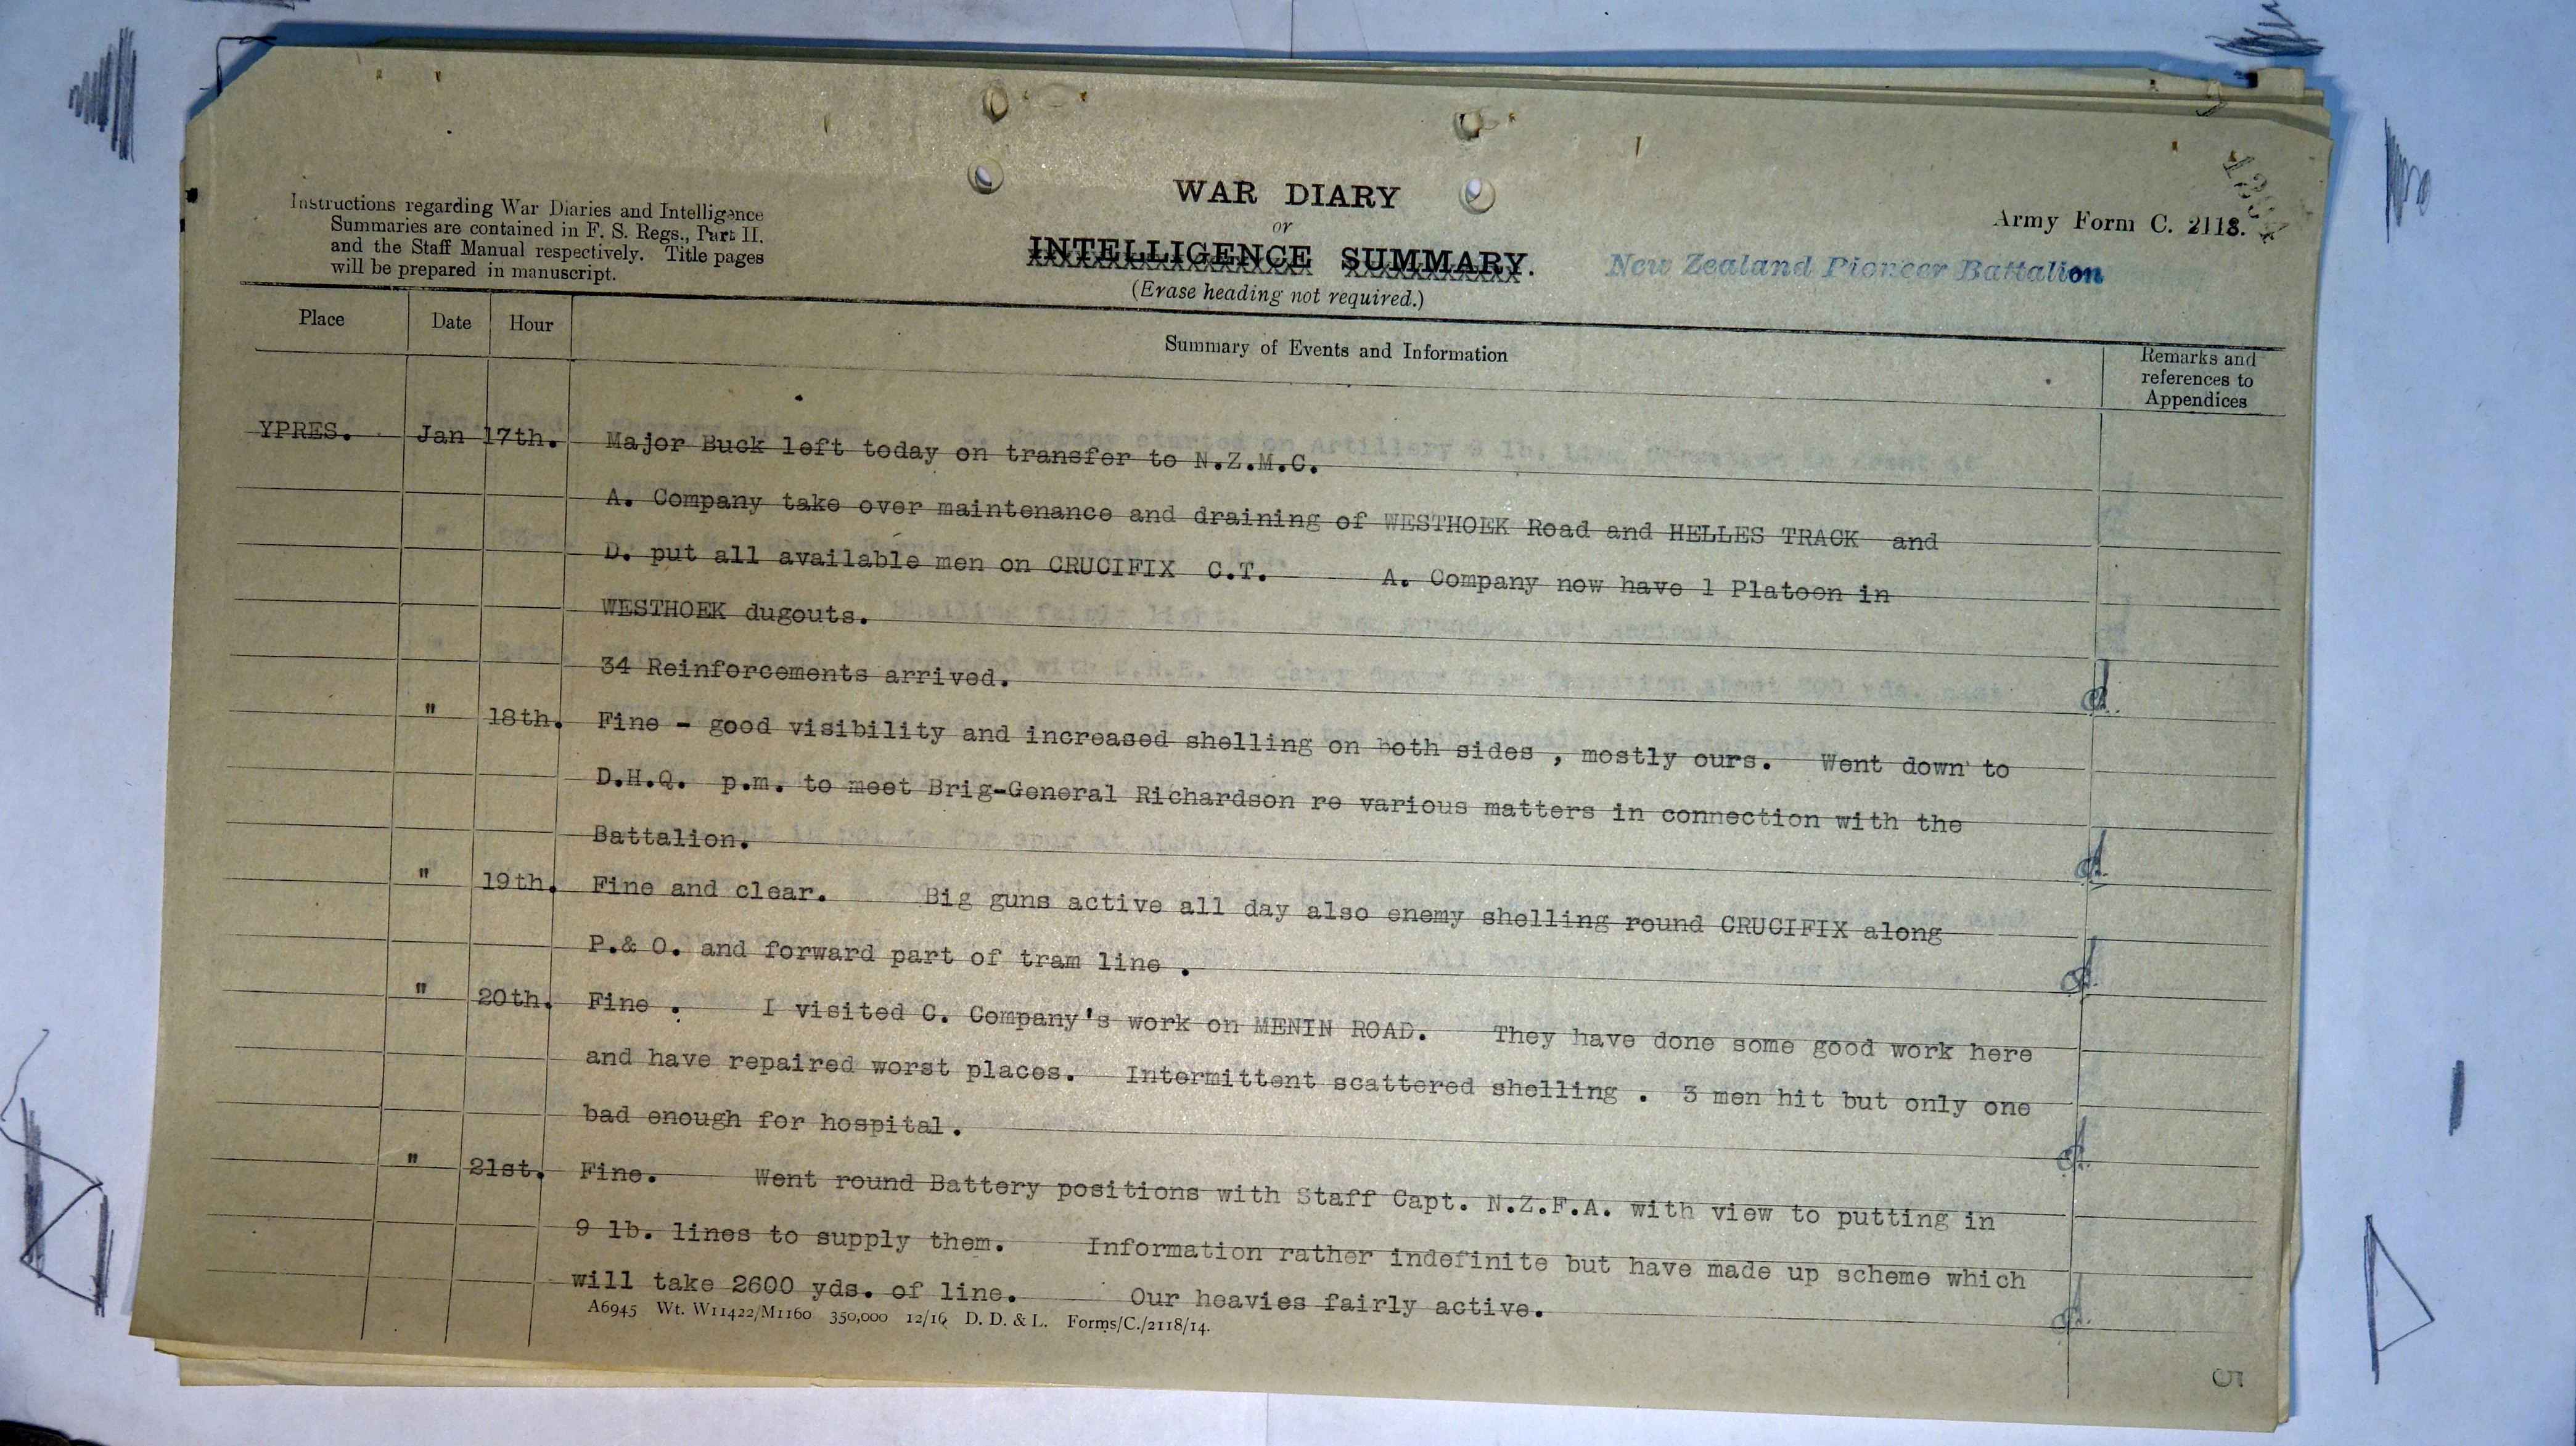 Instructions regarding War Diaries and Intelligence
Summaries are contained in F. S. Regs., Part II.
and the Staff Manual respectively. Title pages
will be prepared in manuscript.
WAR DIARY
or
INTELLIGENCE SUMMARY.
(Erase heading not required.)
Army Form C. 2118.
New Zealand Pioneer Battalion
Place Date Hour Summary of Events and Information Remarks and
references to
Appendices
YPRES. Jan 17th. Major Buck left today on transfer to N.Z.M.C.
A. Company take over maintenance and draining of WESTHOEK Road and HELLES TRACK and
D. put all available men on CRUCIFIX C.T. A. Company now have 1 Platoon in
WESTHOEK dugouts.
34 Reinforcements arrived.
" 18th. Fine - good visibility and increased shelling on both sides , mostly ours. Went down to
D.H.Q. p.m. to meet Brig-General Richardson re various matters in connection with the
Battalion.
" 19th. Fine and clear. Big guns active all day also enemy shelling round CRUCIFIX along
P.& O. and forward part of tram line .
" 20th. Fine . I visited C. Company's work on MENIN ROAD. They have done some good work here
and have repaired worst places. Intermittent scattered shelling . 3 men hit but only one
bad enough for hospital.
" 21st. Fine. Went round Battery positions with Staff Capt. N.Z.F.A. with view to putting in
9 lb. lines to supply them. Information rather indefinite but have made up scheme which
will take 2600 yds. of line. Our heavies fairly active.
A6945 Wt. W11422/M1160 350,000 12/16 D. D. & L. Forms/C./2118/14.
5